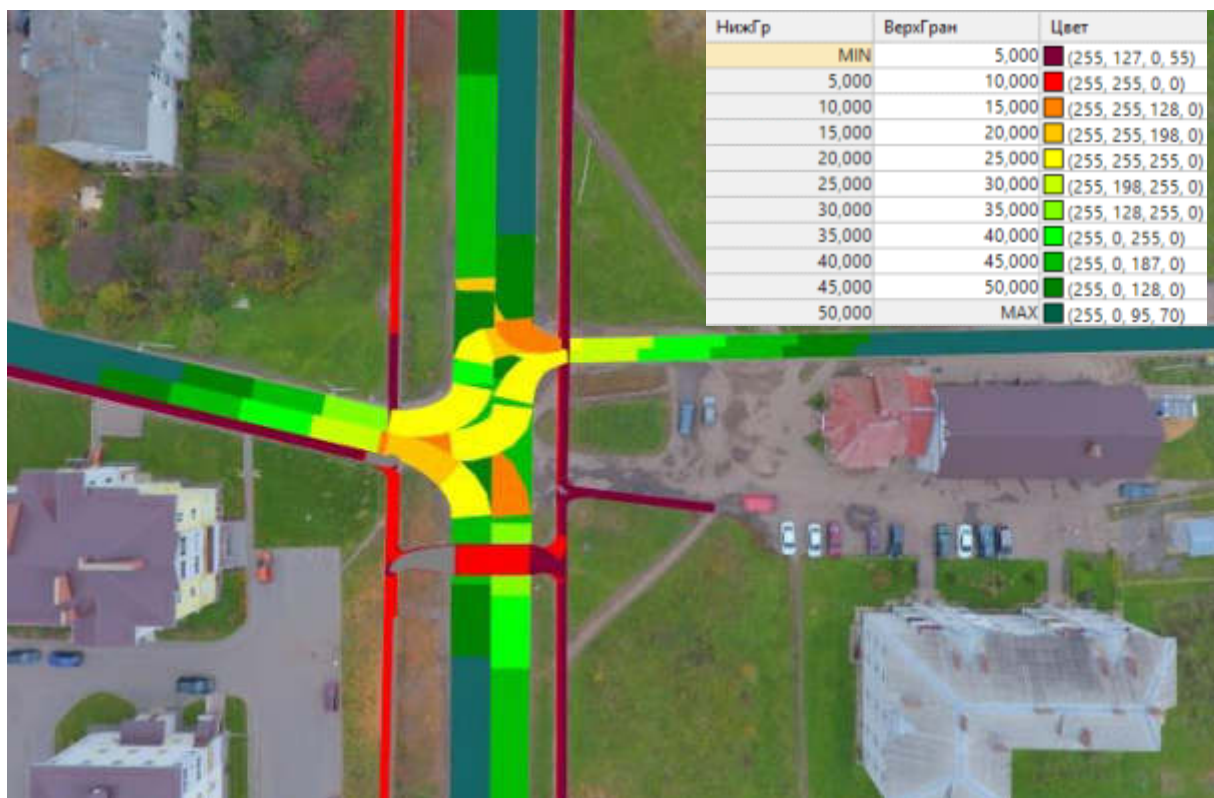 НижГр ВерхГран Цвет
MIN 5,000 (255, 127, 0, 55)
5,000 10,000 (255, 255, 0, 0)
10,000 15,000 (255, 255, 128, 0)
15,000 20,000 (255, 255, 198, 0)
20,000 25,000 (255, 255, 255, 0)
25,000 30,000 (255, 198, 255, 0)
30,000 35,000 (255, 128, 255, 0)
35,000 40,000 (255, 0, 255, 0)
40,000 45,000 (255, 0, 187, 0)
45,000 50,000 (255, 0, 128, 0)
50,000 MAX (255, 0, 95, 70)